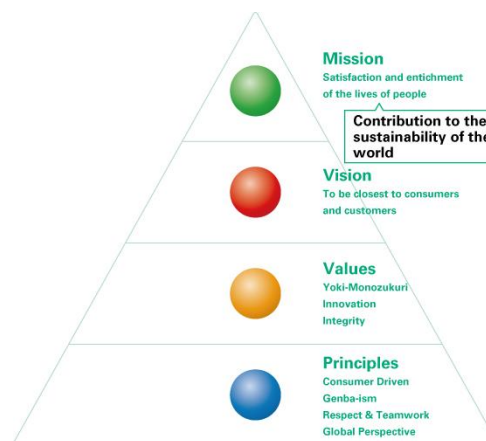 Mission
Satisfaction and entichment
of the lives of people
Contribution to the
sustainability of the
world
Vision
To be closest to consumers
and customers
Values
Yoki-Monozukuri
Innovation
Integrity
Principles
Consumer Driven
Genba-ism
Respect & Teamwork
Global Perspective